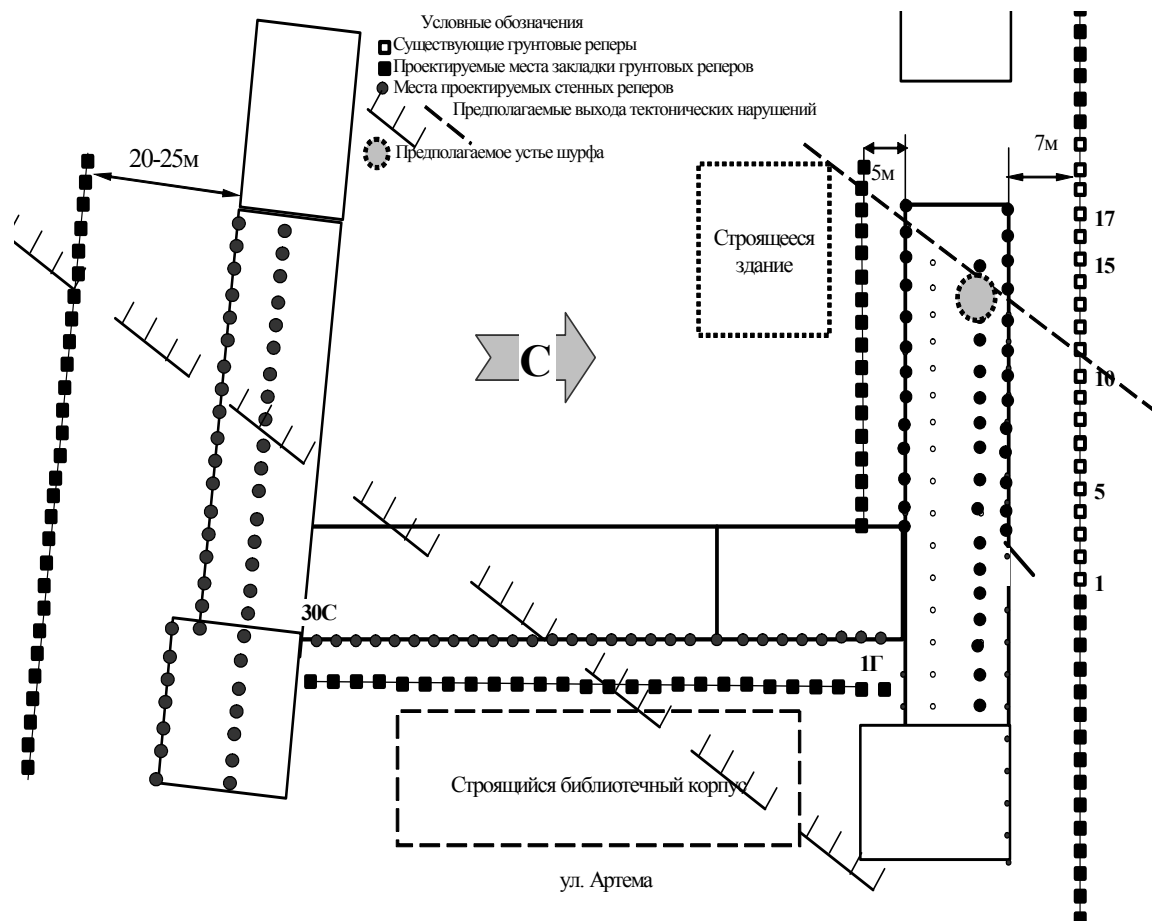 Условные обозначения
Существующие грунтовые реперы
Проектируемые места закладки грунтовых реперов
Места проектируемых стенных реперов
Предполагаемые выхода тектонических нарушений
Предполагаемое устье шурфа
20-25м
5м
7м
Строящееся
здание
17
15
С
10
5
1
30С
1Г
Строящийся библиотечный корпус
ул. Артема